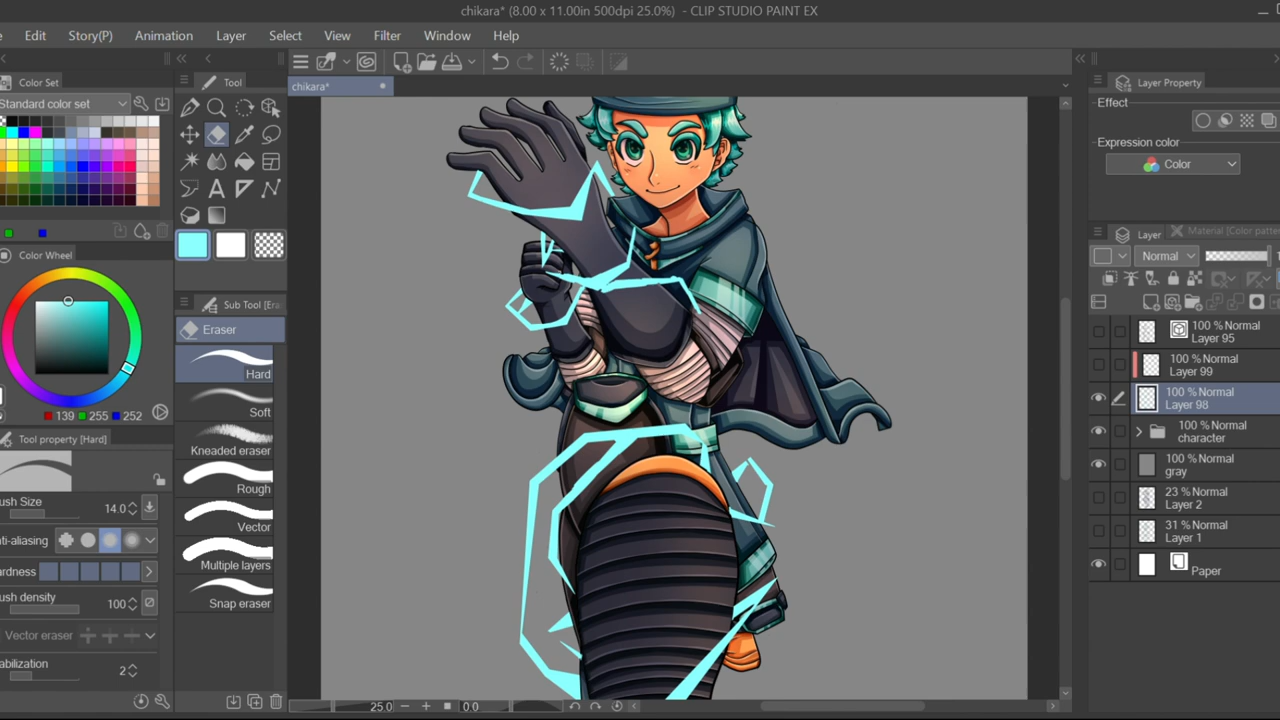 chikara* (8.00 x 11.00in 500dpi 25.0%) - CLIP STUDIO PAINT EX
e Edit Story(P) Animation Layer Select View Filter Window Help
Color Set
Tool
chikara*
Layer Property
Standard color set
Effect
Expression color
Color
Layer
Material [Color patte
Normal
Color Wheel
Sub Tool [Era
Eraser
Hard
Soft
Kneaded eraser
Rough
Vector
Multiple layers
Snap eraser
139 255 252
Tool property [Hard]
ush Size 14.0
nti-aliasing
ardness
ush density 100
Vector eraser
abilization 2
100 % Normal
Layer 95
100 % Normal
Layer 99
100 % Normal
Layer 98
100 % Normal
character
100 % Normal
gray
23 % Normal
Layer 2
31 % Normal
Layer 1
Paper
25.0 - + 0.0